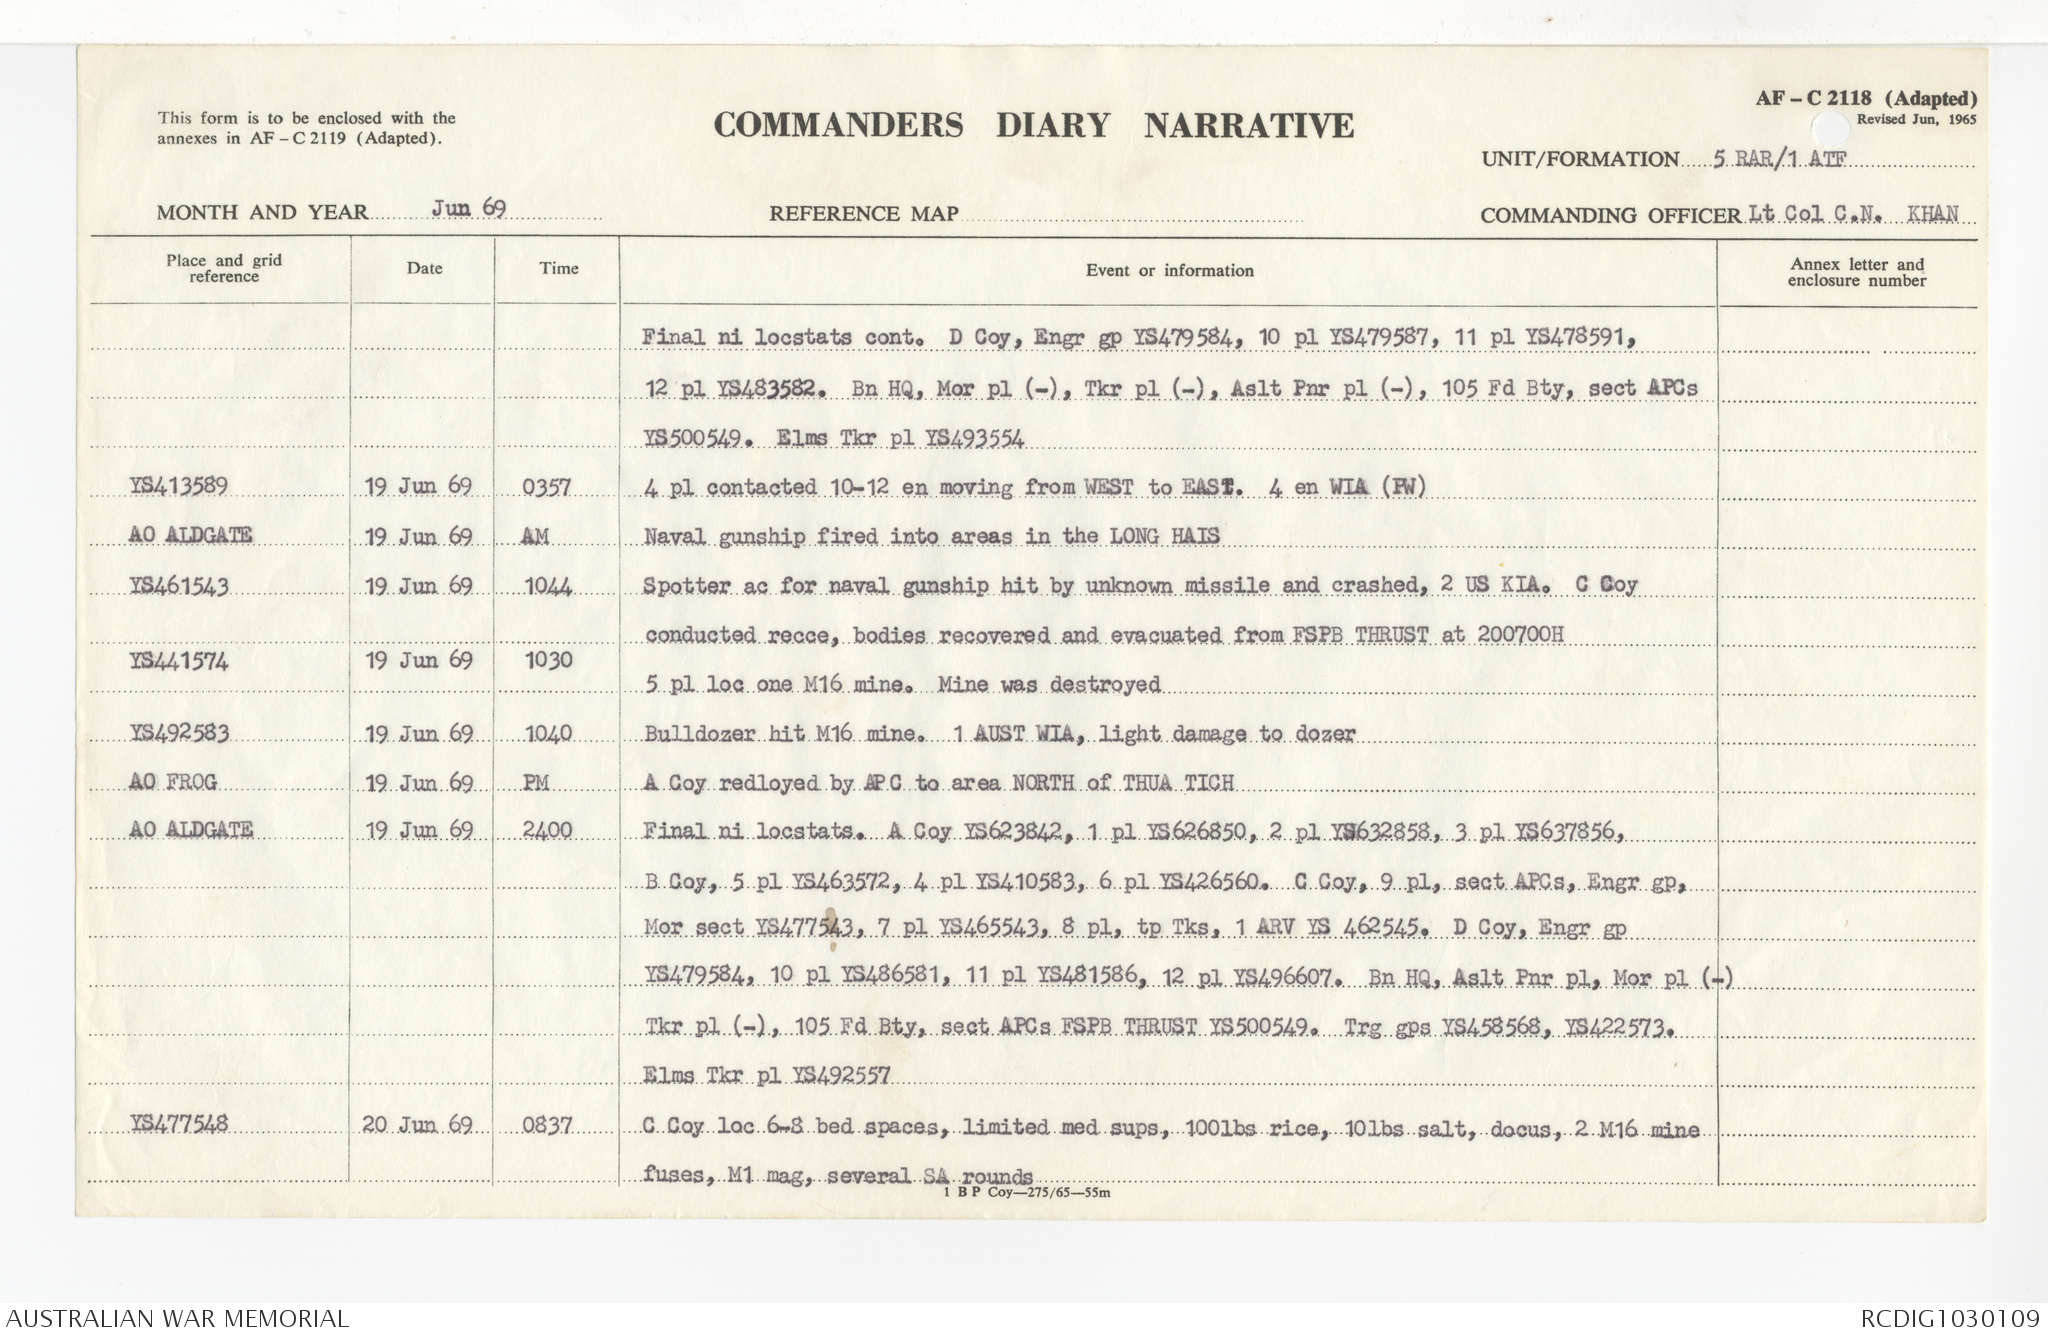 This form is to be enclosed with the
annexes in AF – C 2119 (Adapted).
COMMANDERS DIARY NARRATIVE
AF – C 2118 (Adapted)
Revised Jun, 1965
UNIT/FORMATION 5 RAR/1 ATF
MONTH AND YEAR Jun 69
REFERENCE MAP
COMMANDING OFFICER Lt Col C.N. KHAN
Place and grid reference Date Time Event or information Annex letter and enclosure number
Final ni locstats cont. D Coy, Engr gp YS479584, 10 pl YS479587, 11 pl YS478591,
12 pl YS483582. Bn HQ, Mor pl (-), Tkr pl (-), Aslt Pnr pl (-), 105 Fd Bty, sect APCs
YS500549. Elms Tkr pl YS493554
YS413589 19 Jun 69 0357 4 pl contacted 10-12 en moving from WEST to EAST. 4 en WIA (PW)
AO ALDGATE 19 Jun 69 AM Naval gunship fired into areas in the LONG HAIS
YS461543 19 Jun 69 1044 Spotter ac for naval gunship hit by unknown missile and crashed, 2 US KIA. C Coy
conducted recce, bodies recovered and evacuated from FSPB THRUST at 200700H
YS441574 19 Jun 69 1030
5 pl loc one M16 mine. Mine was destroyed
YS492583 19 Jun 69 1040 Bulldozer hit M16 mine. 1 AUST WIA, light damage to dozer
AO FROG 19 Jun 69 PM A Coy redloyed by APC to area NORTH of THUA TICH
AO ALDGATE 19 Jun 69 2400 Final ni locstats. A Coy YS623842, 1 pl YS626850, 2 pl YS632858, 3 pl YS637856,
B Coy, 5 pl YS463572, 4 pl YS410583, 6 pl YS426560. C Coy, 9 pl, sect APCs, Engr gp,
Mor sect YS477543, 7 pl YS465543, 8 pl, tp Tks, 1 ARV YS 462545. D Coy, Engr gp
YS479584, 10 pl YS486581, 11 pl YS481586, 12 pl YS496607. Bn HQ, Aslt Pnr pl, Mor pl (-)
Tkr pl (-), 105 Fd Bty, sect APCs FSPB THRUST YS500549. Trg gps YS458568, YS422573.
Elms Tkr pl YS492557
YS477548 20 Jun 69 0837 C Coy loc 6-8 bed spaces, limited med sups, 100lbs rice, 10lbs salt, docus, 2 M16 mine
fuses, M1 mag, several SA rounds
1 B P Coy—275/65—55m
AUSTRALIAN WAR MEMORIAL
RCDIG1030109